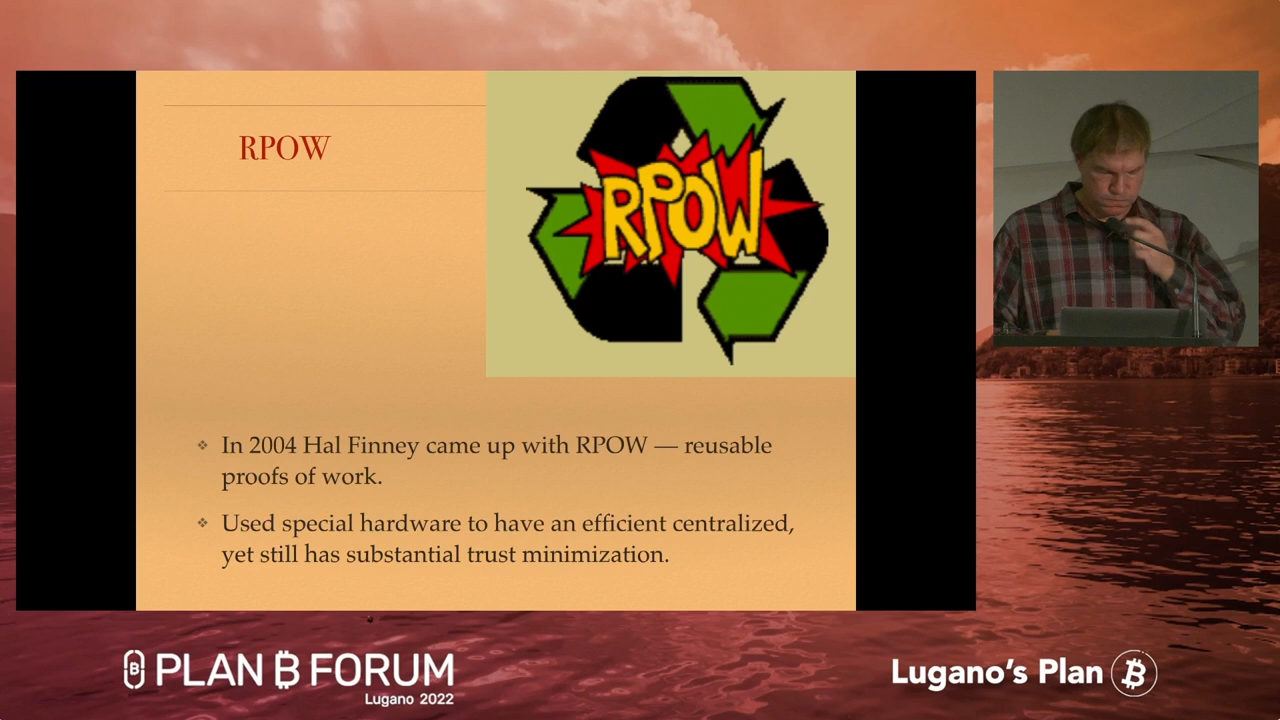 RPOW
RPOW
In 2004 Hal Finney came up with RPOW — reusable
proofs of work.
Used special hardware to have an efficient centralized,
yet still has substantial trust minimization.
PLAN ₿ FORUM
Lugano 2022
Lugano's Plan ₿